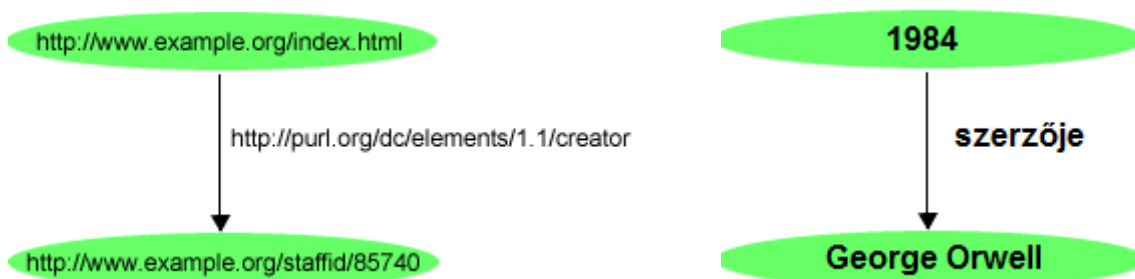 http://www.example.org/index.html
http://purl.org/dc/elements/1.1/creator
http://www.example.org/staffid/85740
1984
szerzője
George Orwell